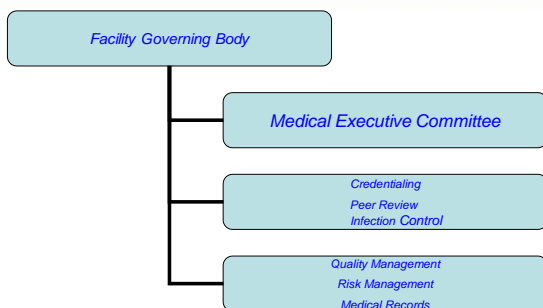 Facility Governing Body
Medical Executive Committee
Credentialing
Peer Review
Infection Control
Quality Management
Risk Management
Medical Records